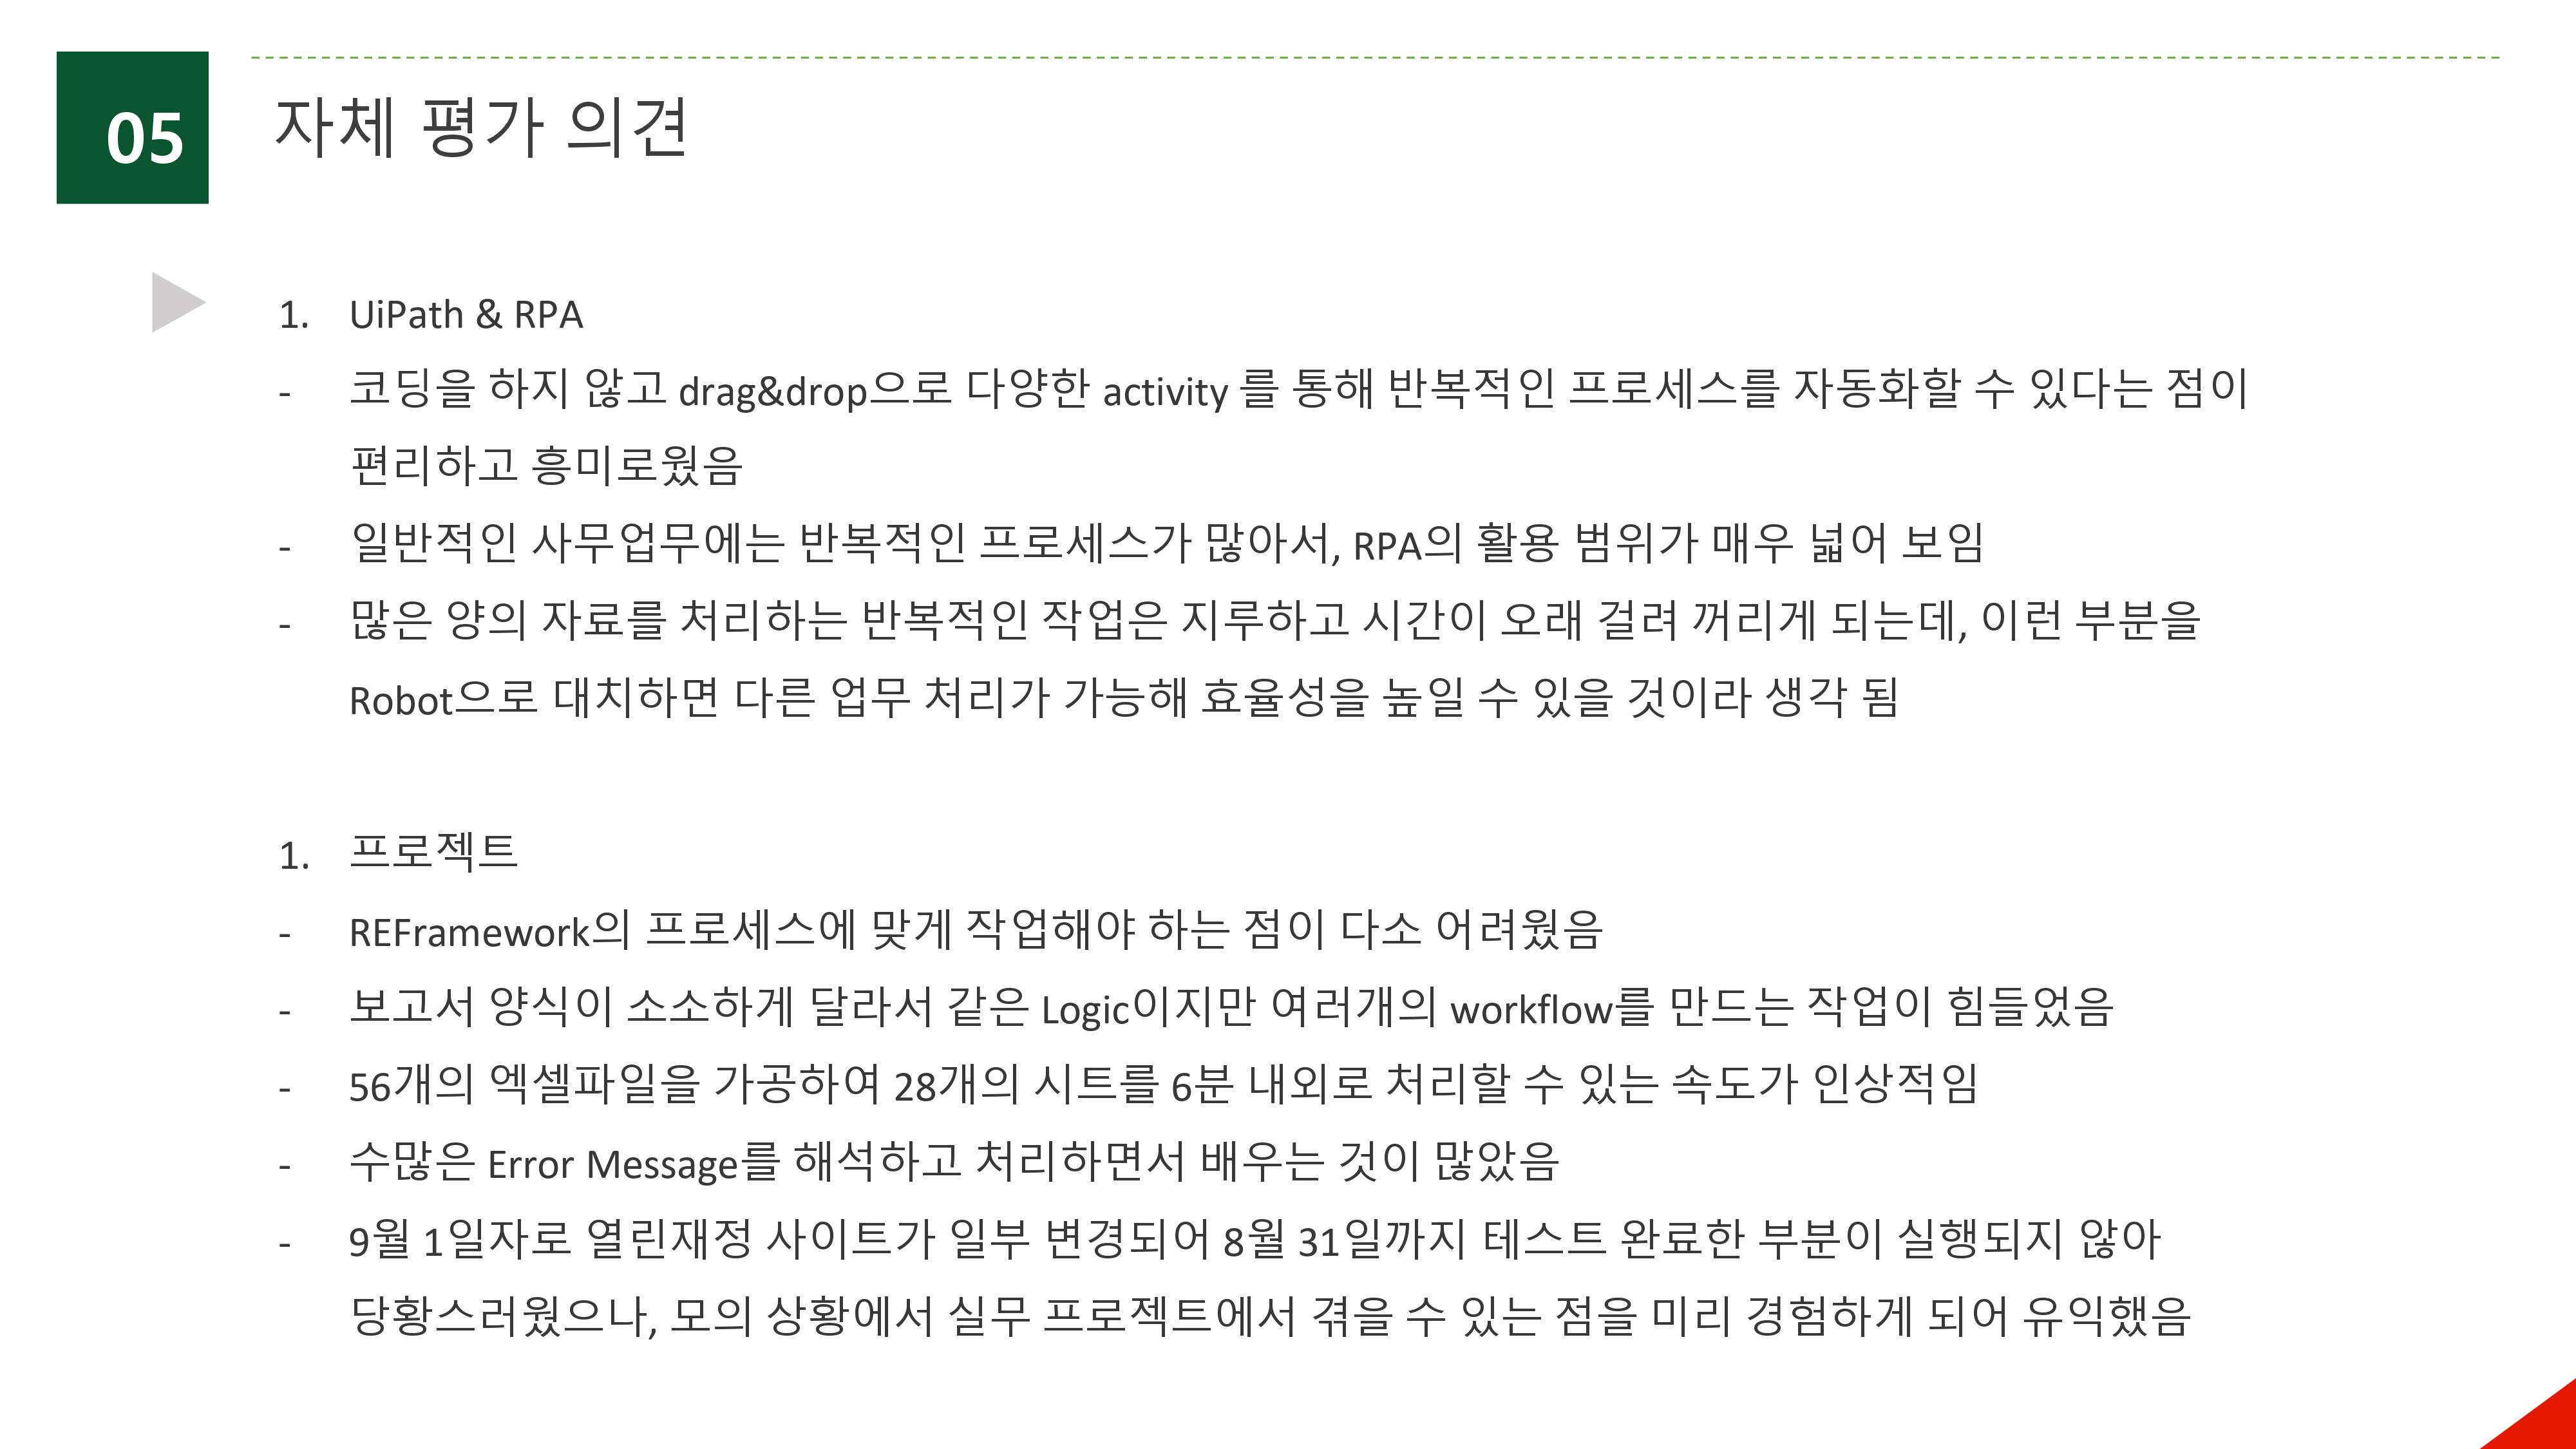 05
자체 평가 의견
1. UiPath & RPA
- 코딩을 하지 않고 drag&drop으로 다양한 activity 를 통해 반복적인 프로세스를 자동화할 수 있다는 점이
편리하고 흥미로웠음
- 일반적인 사무업무에는 반복적인 프로세스가 많아서, RPA의 활용 범위가 매우 넓어 보임
- 많은 양의 자료를 처리하는 반복적인 작업은 지루하고 시간이 오래 걸려 꺼리게 되는데, 이런 부분을
Robot으로 대치하면 다른 업무 처리가 가능해 효율성을 높일 수 있을 것이라 생각 됨
1. 프로젝트
- REFramework의 프로세스에 맞게 작업해야 하는 점이 다소 어려웠음
- 보고서 양식이 소소하게 달라서 같은 Logic이지만 여러개의 workflow를 만드는 작업이 힘들었음
- 56개의 엑셀파일을 가공하여 28개의 시트를 6분 내외로 처리할 수 있는 속도가 인상적임
- 수많은 Error Message를 해석하고 처리하면서 배우는 것이 많았음
- 9월 1일자로 열린재정 사이트가 일부 변경되어 8월 31일까지 테스트 완료한 부분이 실행되지 않아
당황스러웠으나, 모의 상황에서 실무 프로젝트에서 겪을 수 있는 점을 미리 경험하게 되어 유익했음